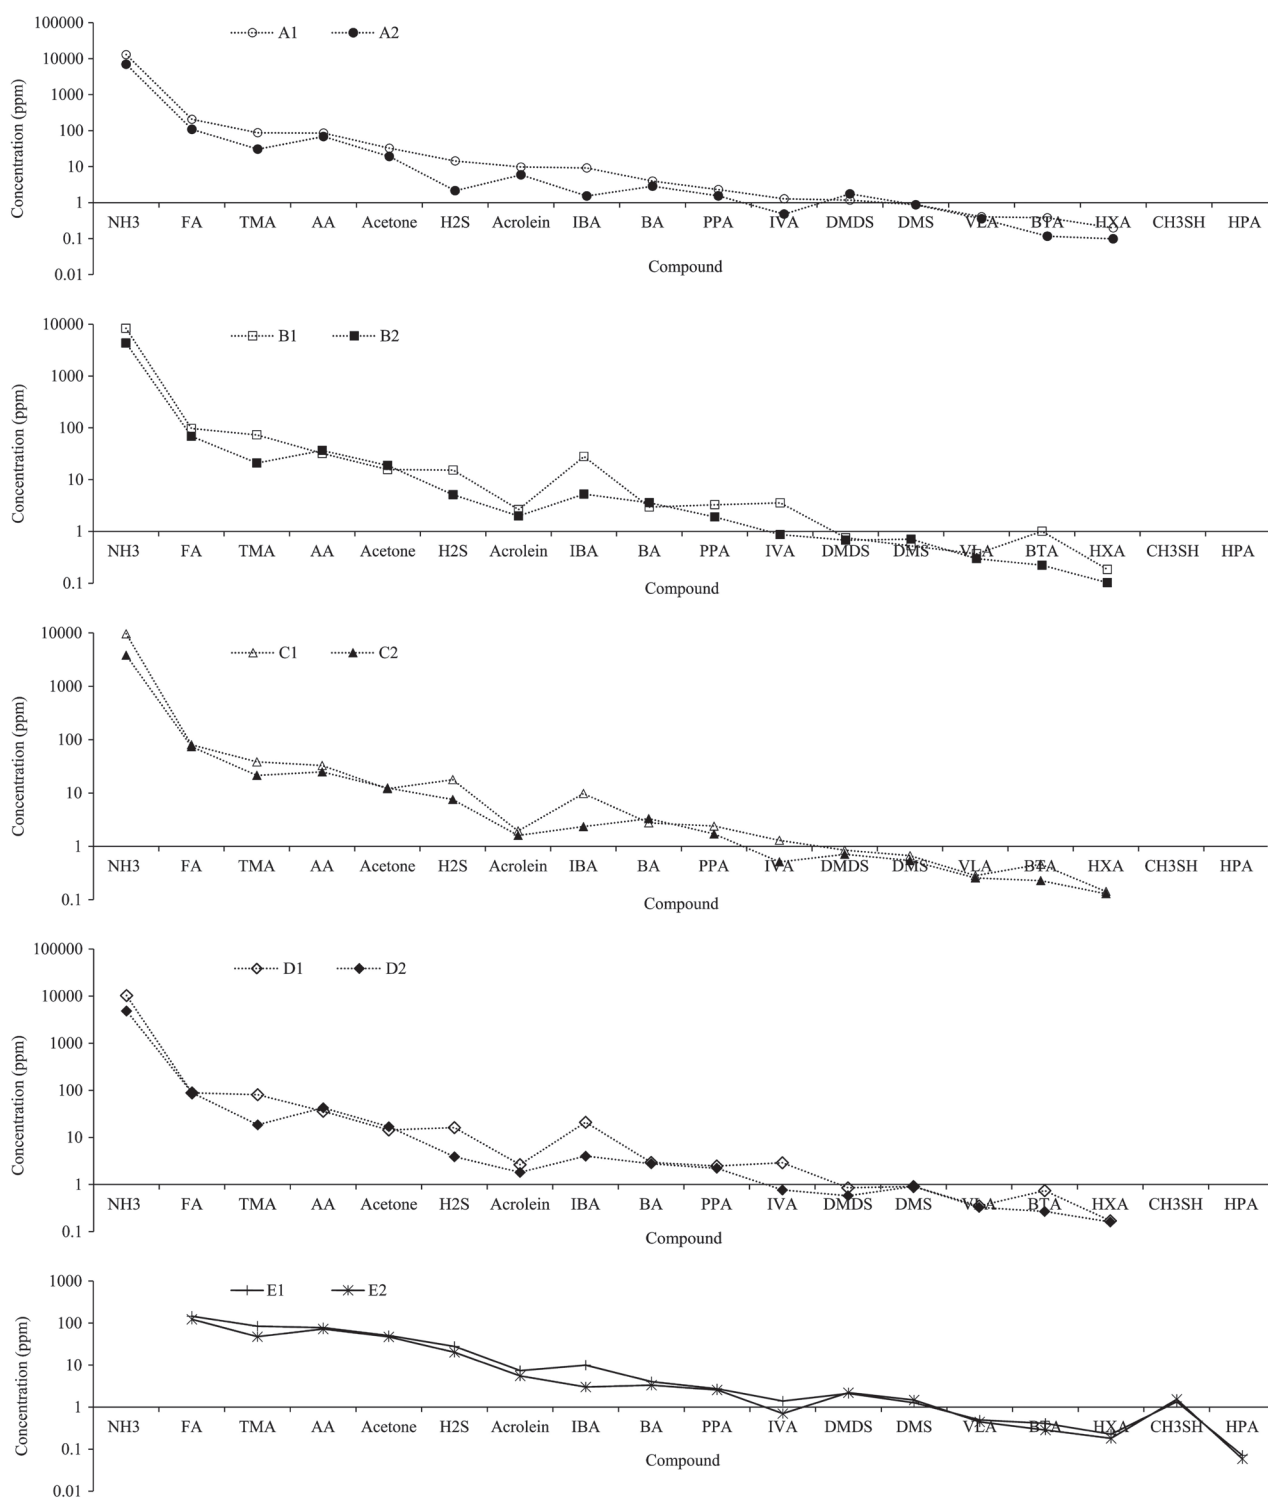 100000
A1 A2
10000
1000
100
10
1
0.1
0.01
Concentration (ppm)
NH3 FA TMA AA Acetone H2S Acrolein IBA BA PPA IVA DMDS DMS VLA BTA HXA CH3SH HPA
Compound
10000
B1 B2
1000
100
10
1
0.1
Concentration (ppm)
NH3 FA TMA AA Acetone H2S Acrolein IBA BA PPA IVA DMDS DMS VLA BTA HXA CH3SH HPA
Compound
10000
C1 C2
1000
100
10
1
0.1
Concentration (ppm)
NH3 FA TMA AA Acetone H2S Acrolein IBA BA PPA IVA DMDS DMS VLA BTA HXA CH3SH HPA
Compound
100000
D1 D2
10000
1000
100
10
1
0.1
Concentration (ppm)
NH3 FA TMA AA Acetone H2S Acrolein IBA BA PPA IVA DMDS DMS VLA BTA HXA CH3SH HPA
Compound
1000
E1 E2
100
10
1
0.1
0.01
Concentration (ppm)
NH3 FA TMA AA Acetone H2S Acrolein IBA BA PPA IVA DMDS DMS VLA BTA HXA CH3SH HPA
Compound